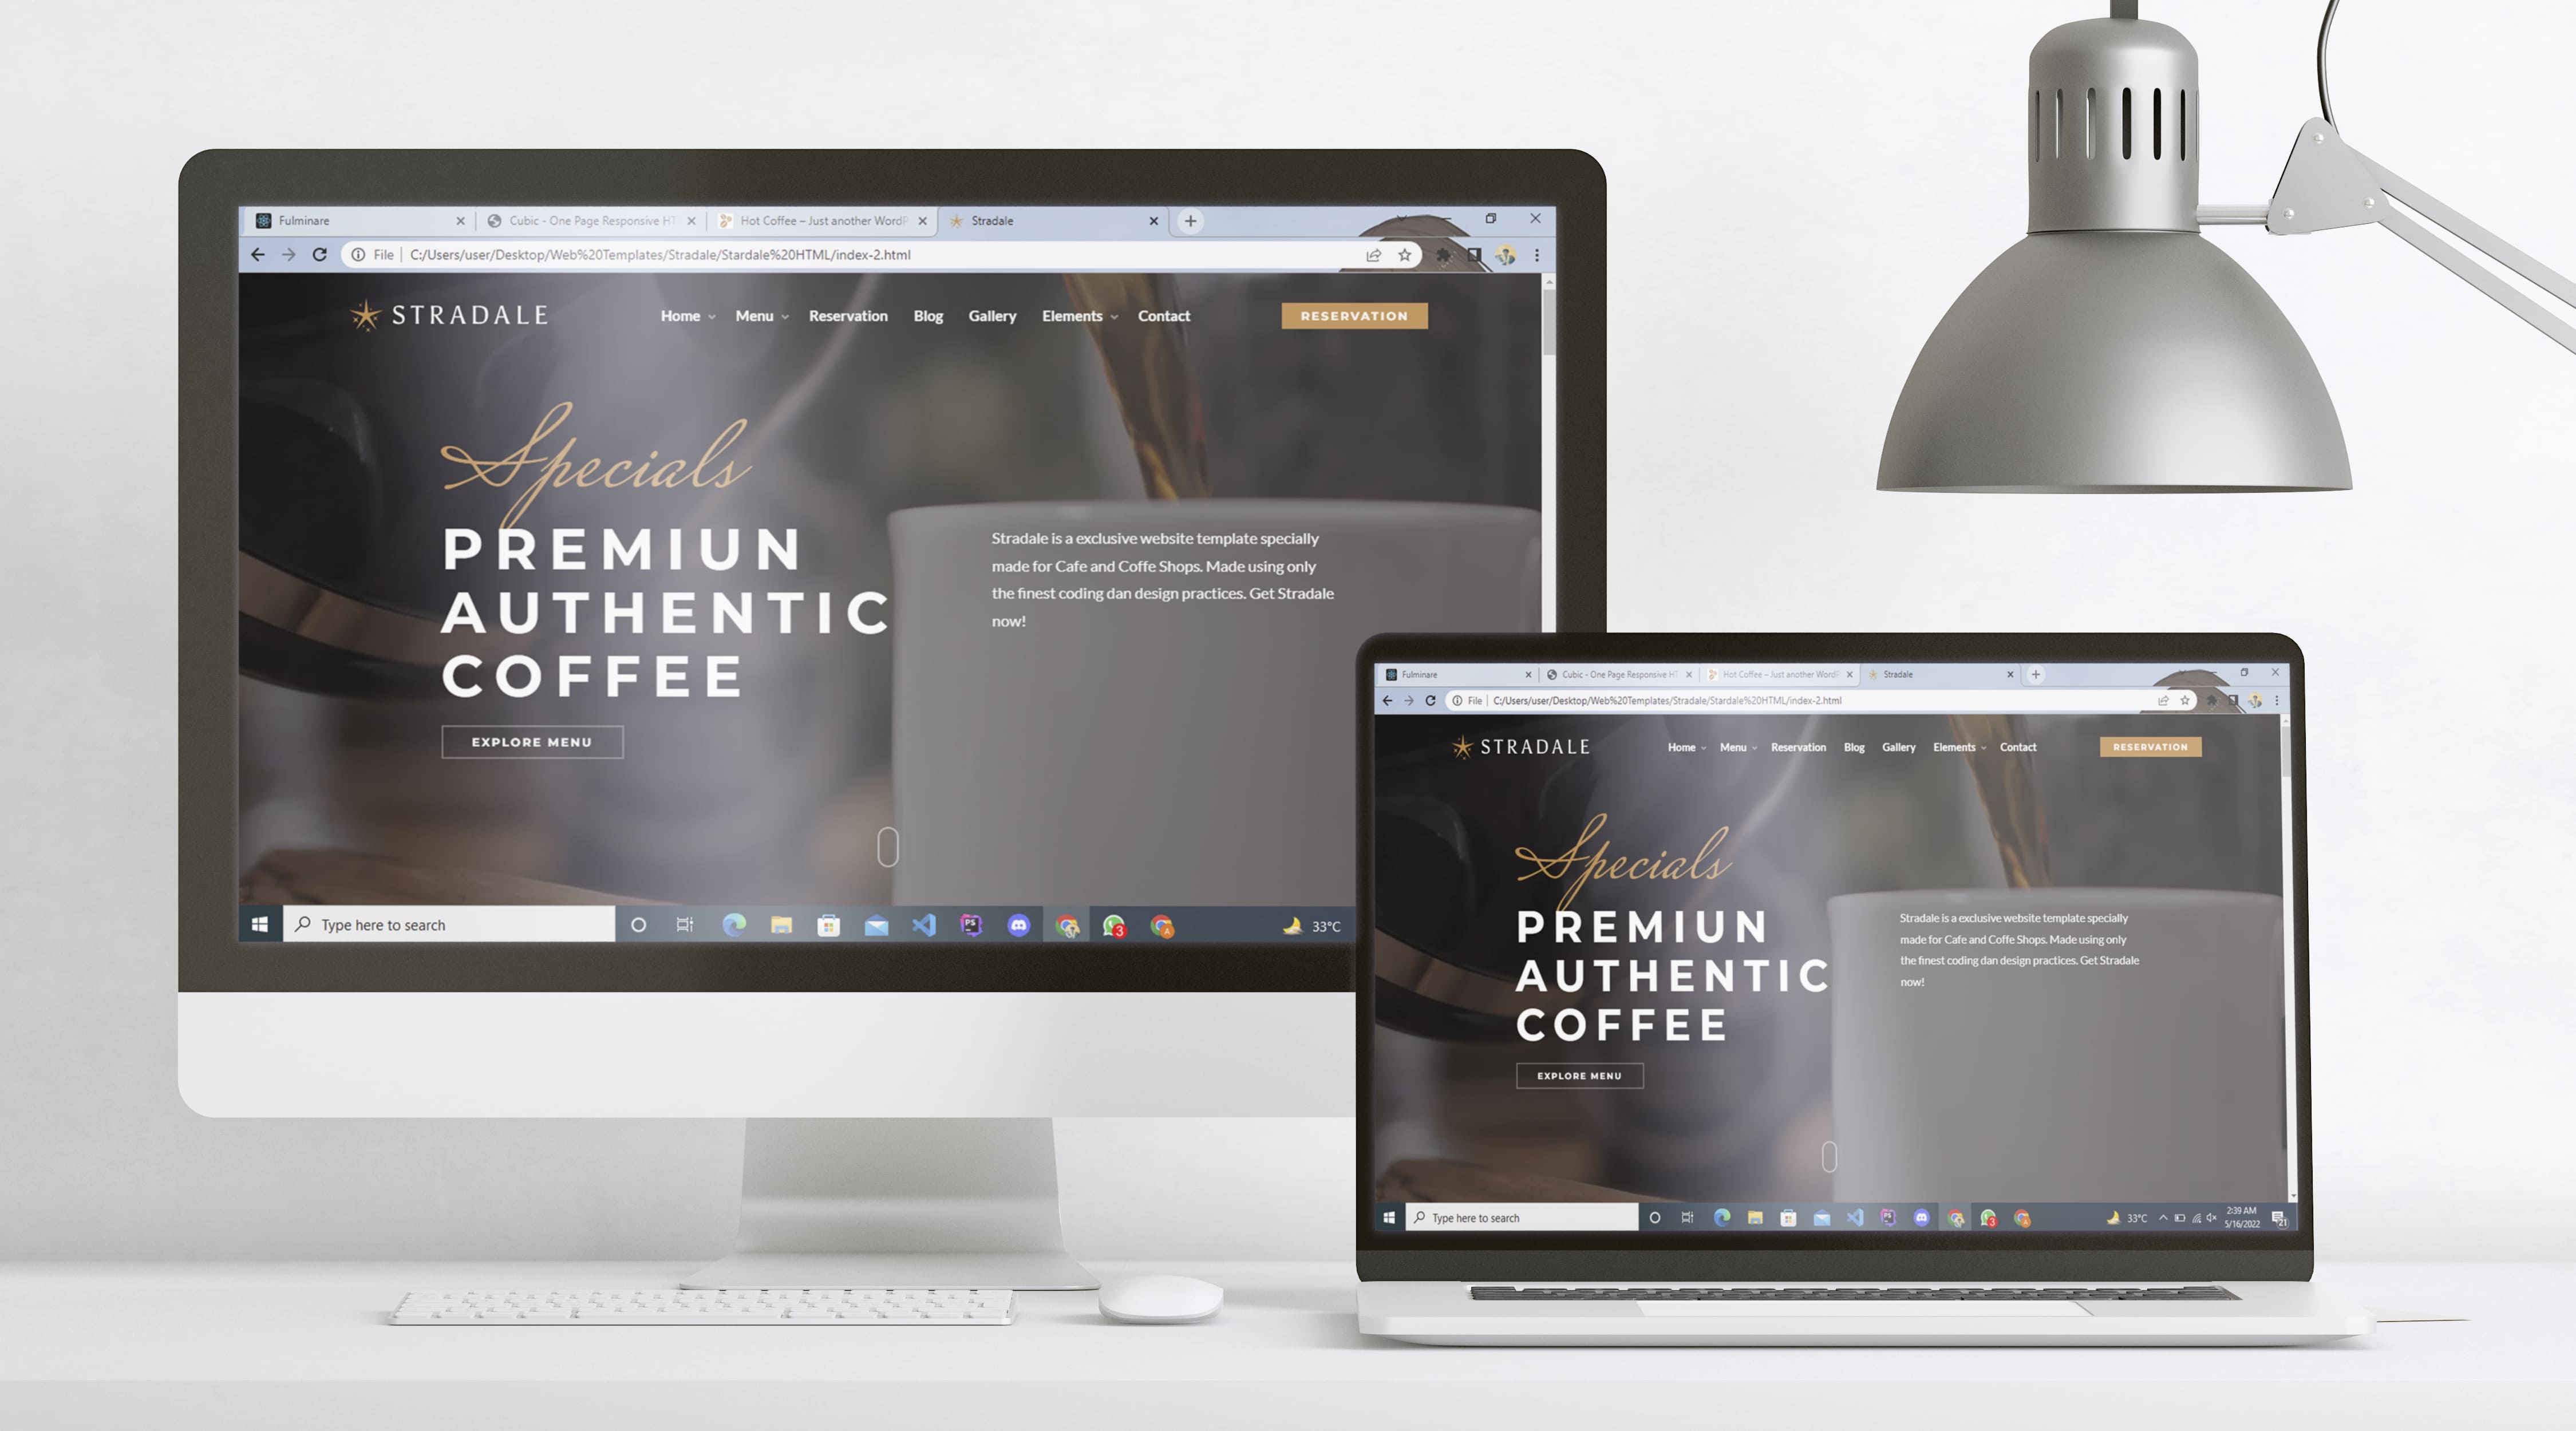 Fulminare
Cubic - One Page Responsive HT
Hot Coffee – Just another WordP
Stradale
File
C:/Users/user/Desktop/Web%20Templates/Stradale/Stardale%20HTML/index-2.html
STRADALE
Home Menu Reservation Blog Gallery Elements Contact
RESERVATION
Specials
PREMIUN
AUTHENTIC
COFFEE
Stradale is a exclusive website template specially
made for Cafe and Coffe Shops. Made using only
the finest coding dan design practices. Get Stradale
now!
EXPLORE MENU
Type here to search
PS
3
A
33°C
Fulminare
Cubic - One Page Responsive HT
Hot Coffee – Just another WordP
Stradale
File
C:/Users/user/Desktop/Web%20Templates/Stradale/Stardale%20HTML/index-2.html
STRADALE
Home Menu Reservation Blog Gallery Elements Contact
RESERVATION
Specials
PREMIUN
AUTHENTIC
COFFEE
Stradale is a exclusive website template specially
made for Cafe and Coffe Shops. Made using only
the finest coding dan design practices. Get Stradale
now!
EXPLORE MENU
Type here to search
PS
3
A
33°C
2:39 AM
5/16/2022
21